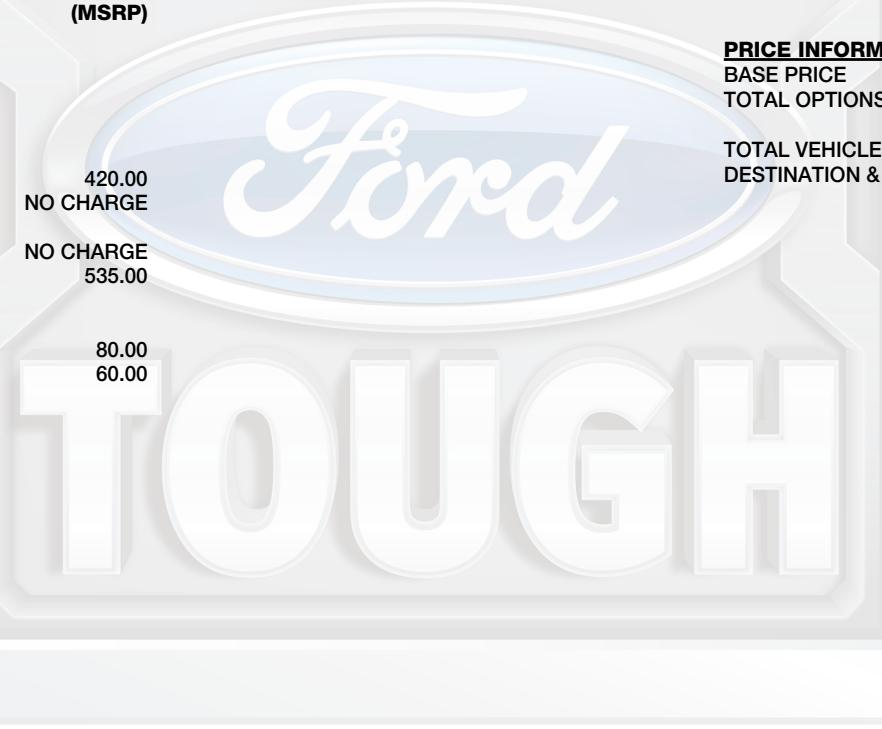 (MSRP)
420.00
NO CHARGE
NO CHARGE
535.00
80.00
60.00
PRICE INFORM
BASE PRICE
TOTAL OPTIONS
TOTAL VEHICLE
DESTINATION &
Ford
TOUGH